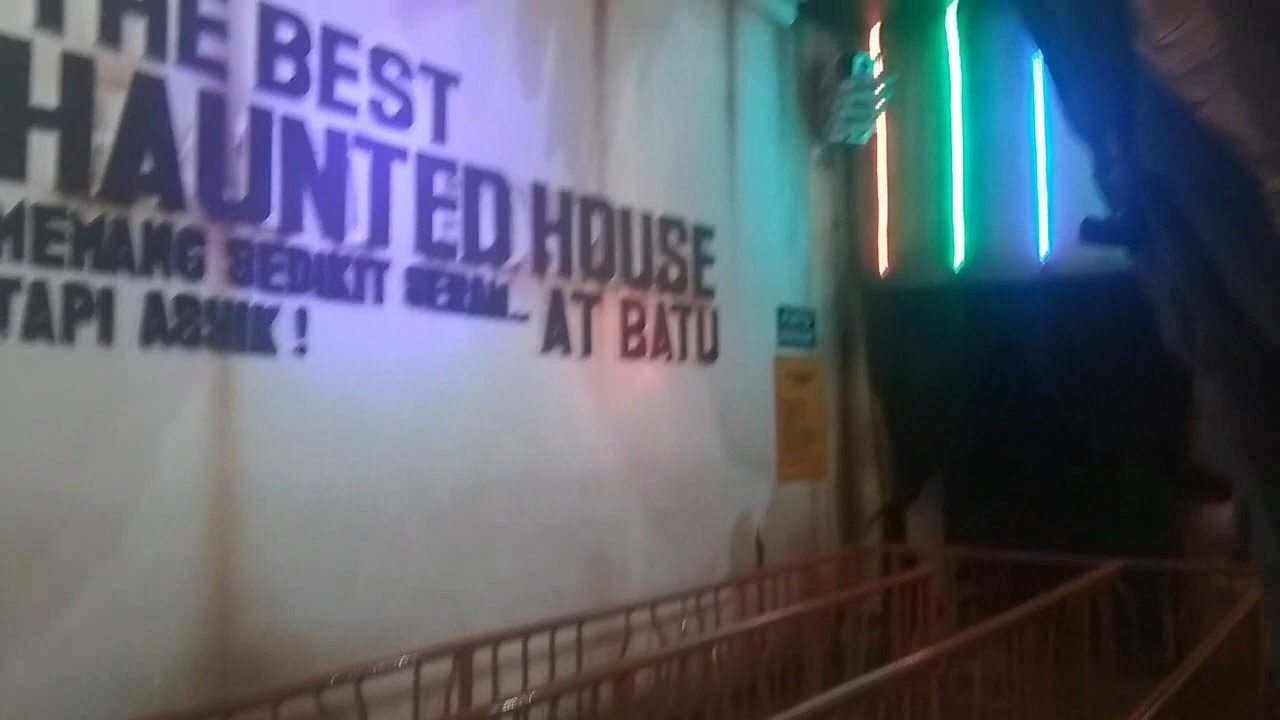 THE BEST
HAUNTED HOUSE
MEMANG SEDIKIT SERAM... AT BATU
TAPI ASYIK !